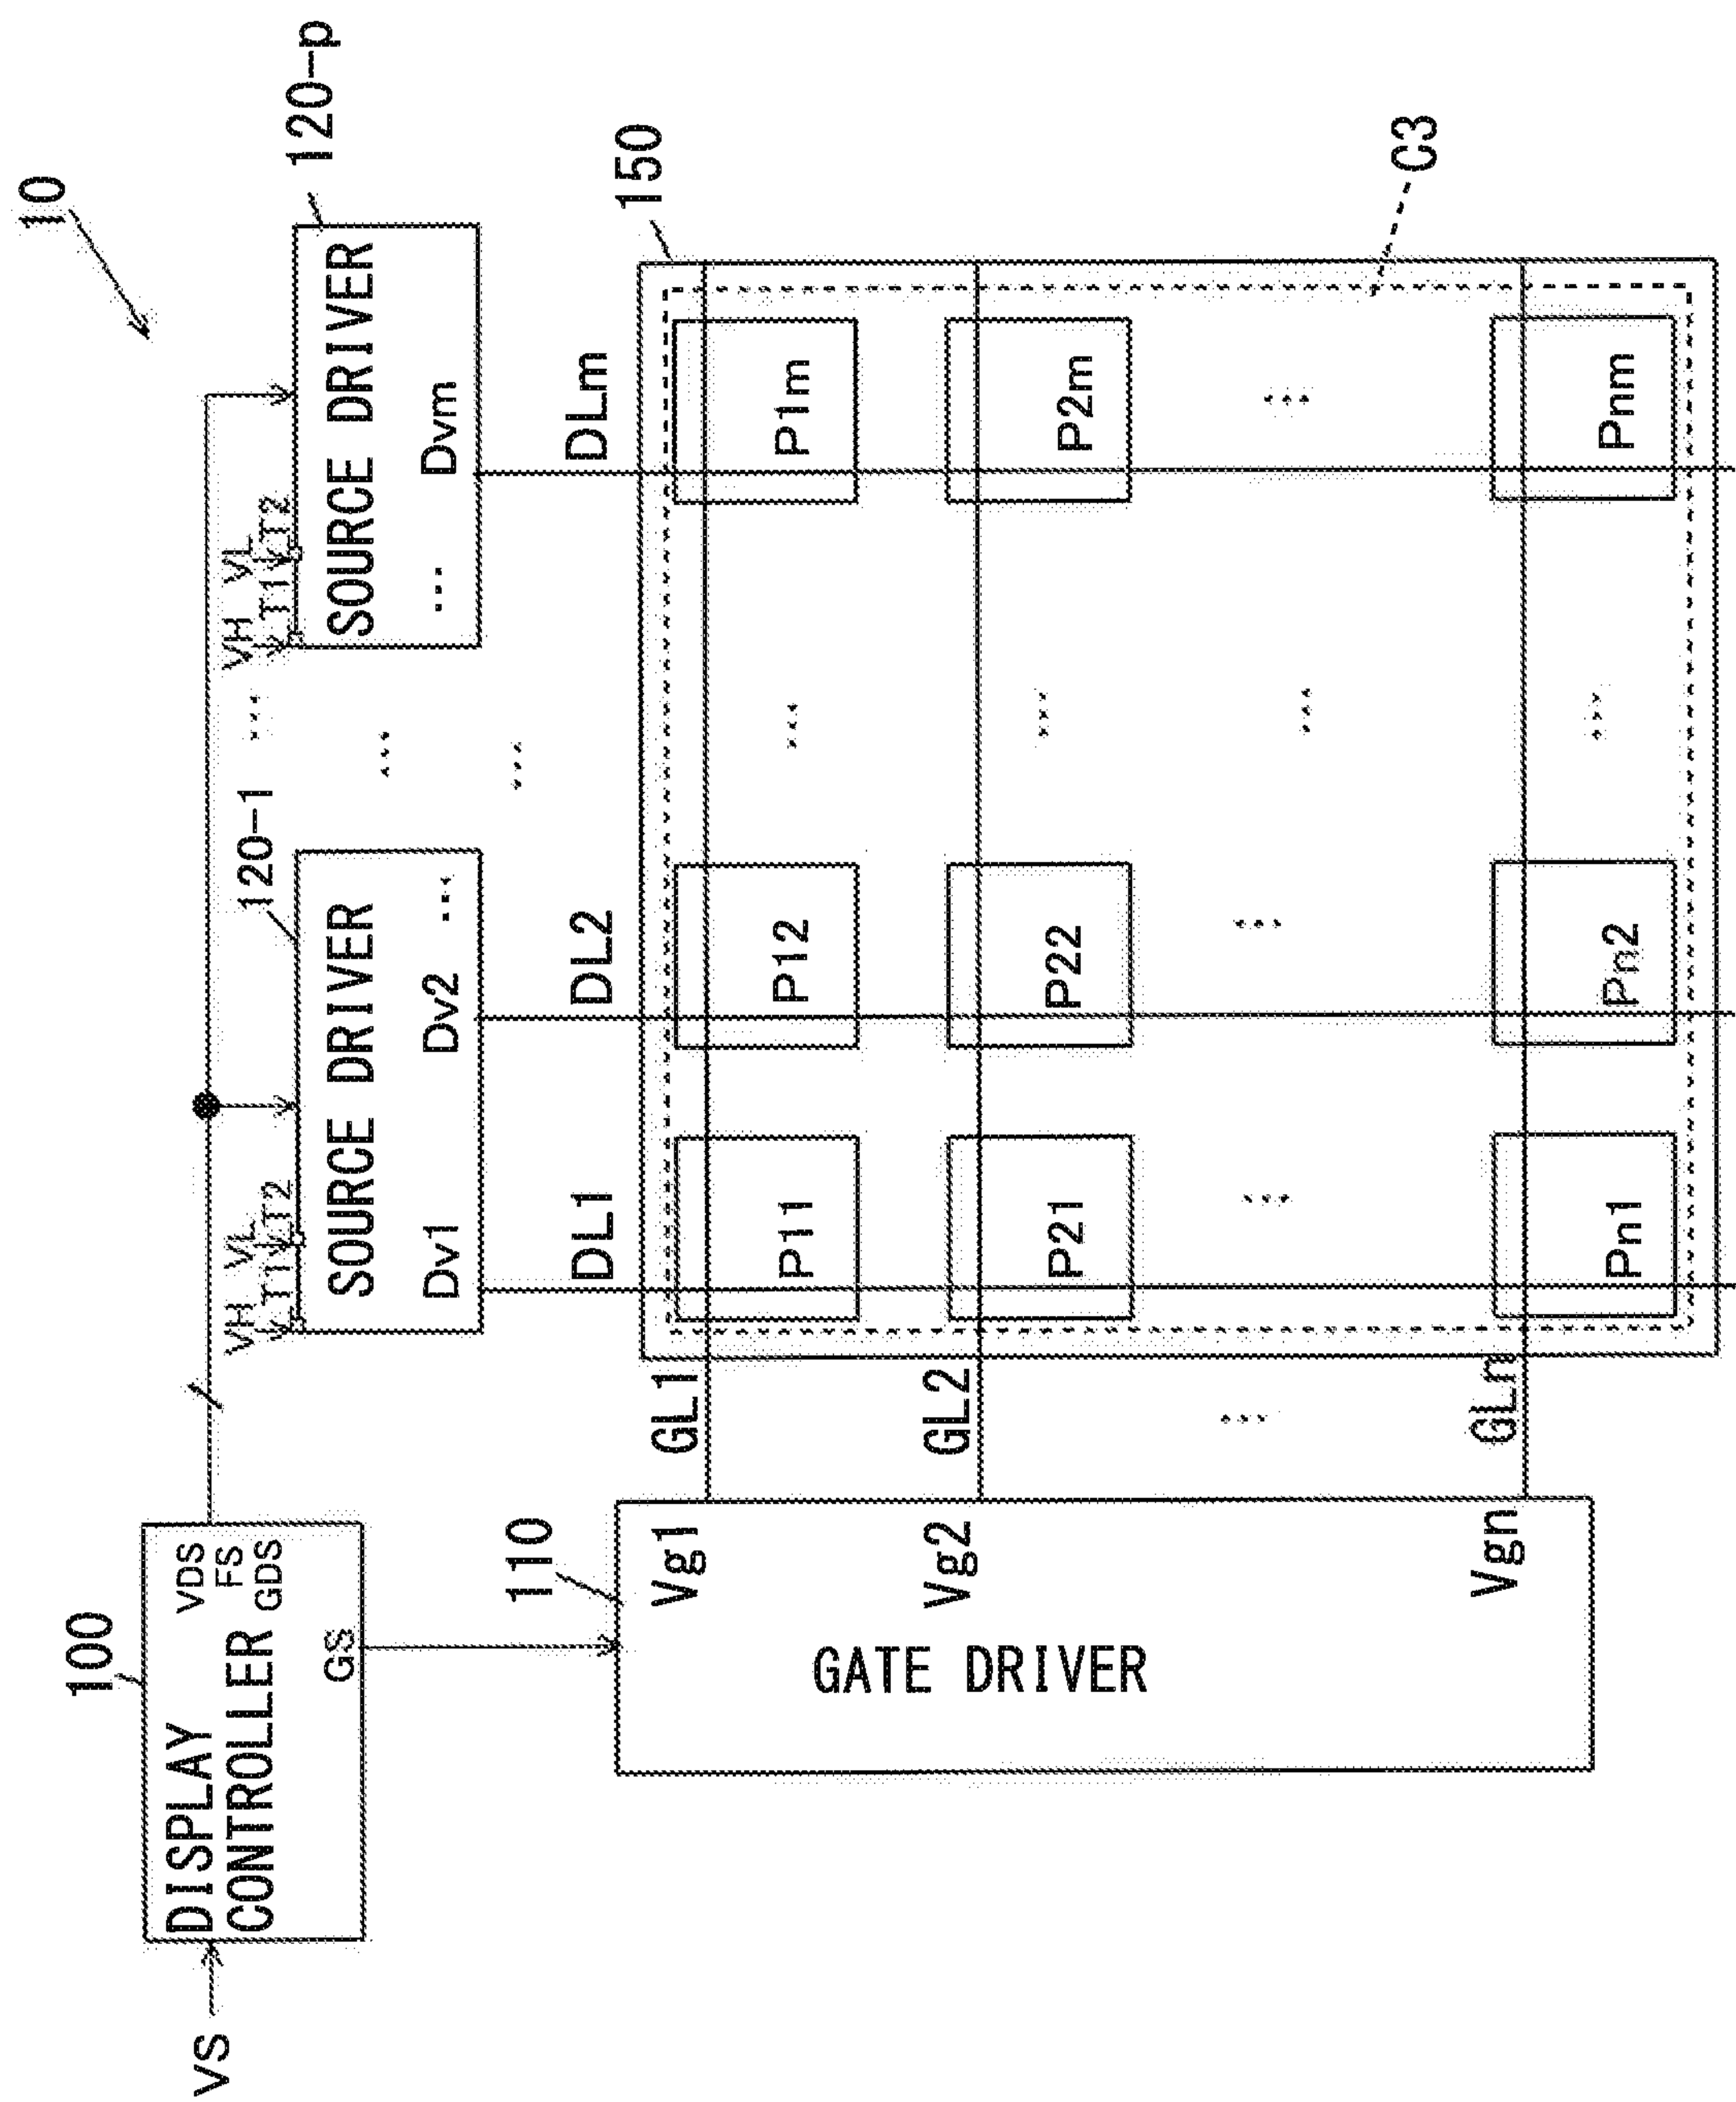 10
100
DISPLAY
CONTROLLER
VDS
FS
GDS
GS
VS
VH
VL
T1
T2
120-1
SOURCE DRIVER
Dv1
Dv2
...
...
VH
VL
T1
T2
120-p
SOURCE DRIVER
...
Dvm
...
...
DL1
DL2
DLm
150
110
GATE DRIVER
Vg1
Vg2
Vgn
GL1
GL2
...
GLn
P11
P12
...
P1m
P21
P22
...
P2m
...
...
...
...
Pn1
Pn2
...
Pnm
C3